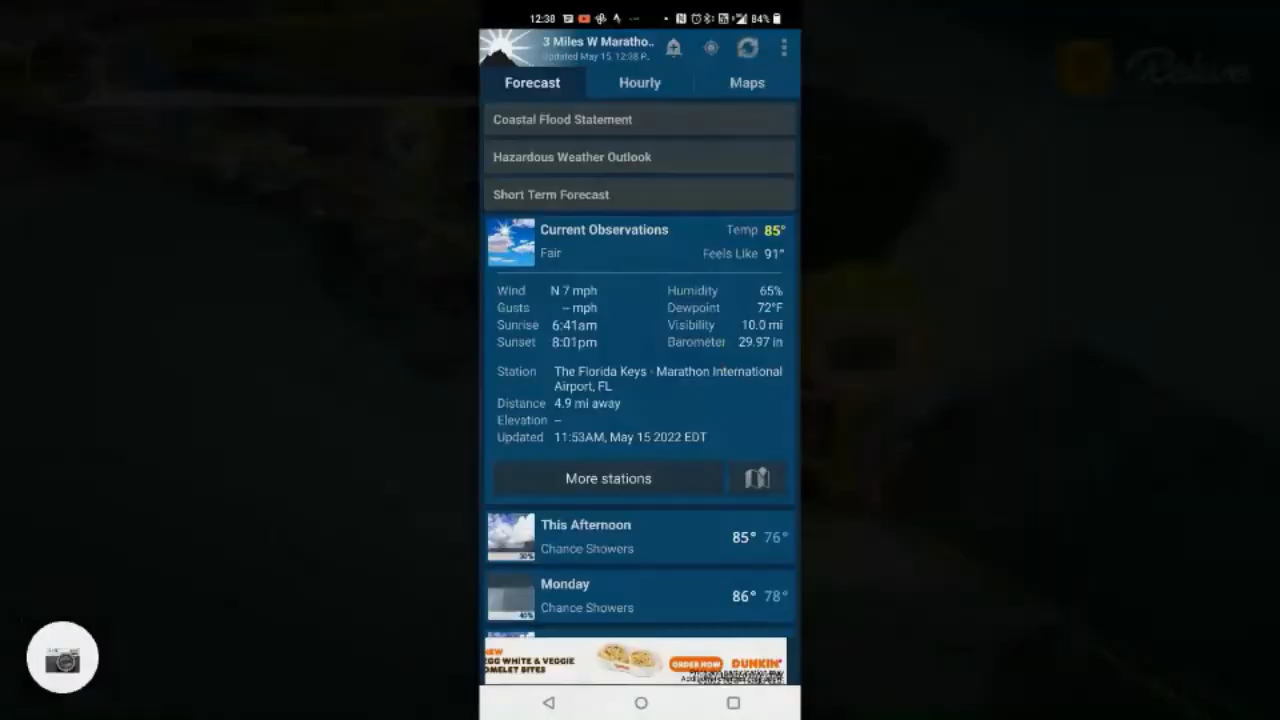 12:38
84%
3 Miles W Maratho..
Updated May 15, 12:38 P..
Forecast Hourly Maps
Coastal Flood Statement
Hazardous Weather Outlook
Short Term Forecast
Current Observations Temp 85°
Fair Feels Like 91°
Wind N 7 mph Humidity 65%
Gusts -- mph Dewpoint 72°F
Sunrise 6:41am Visibility 10.0 mi
Sunset 8:01pm Barometer 29.97 in
Station The Florida Keys - Marathon International
Airport, FL
Distance 4.9 mi away
Elevation --
Updated 11:53AM, May 15 2022 EDT
More stations
This Afternoon 85° 76°
Chance Showers
30%
Monday 86° 78°
Chance Showers
40%
NEW
EGG WHITE & VEGGIE
OMELET BITES
ORDER NOW DUNKIN'